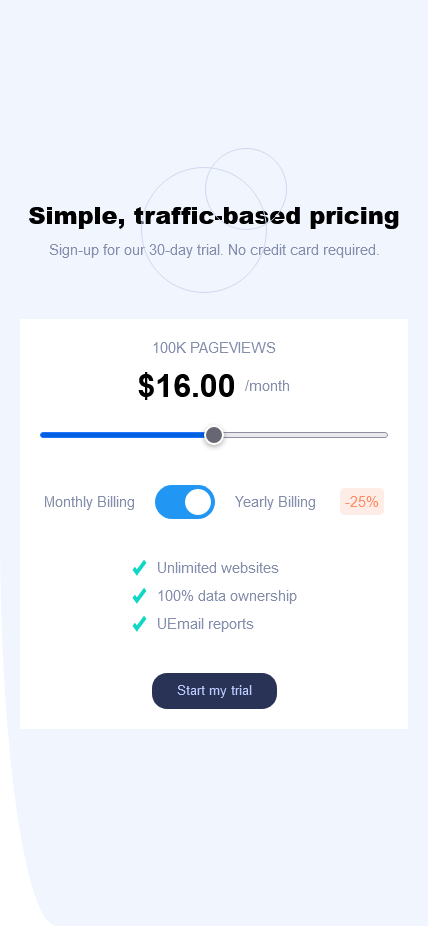 Simple, traffic-based pricing
Sign-up for our 30-day trial. No credit card required.
100K PAGEVIEWS
$16.00 /month
Monthly Billing Yearly Billing -25%
Unlimited websites
100% data ownership
UEmail reports
Start my trial